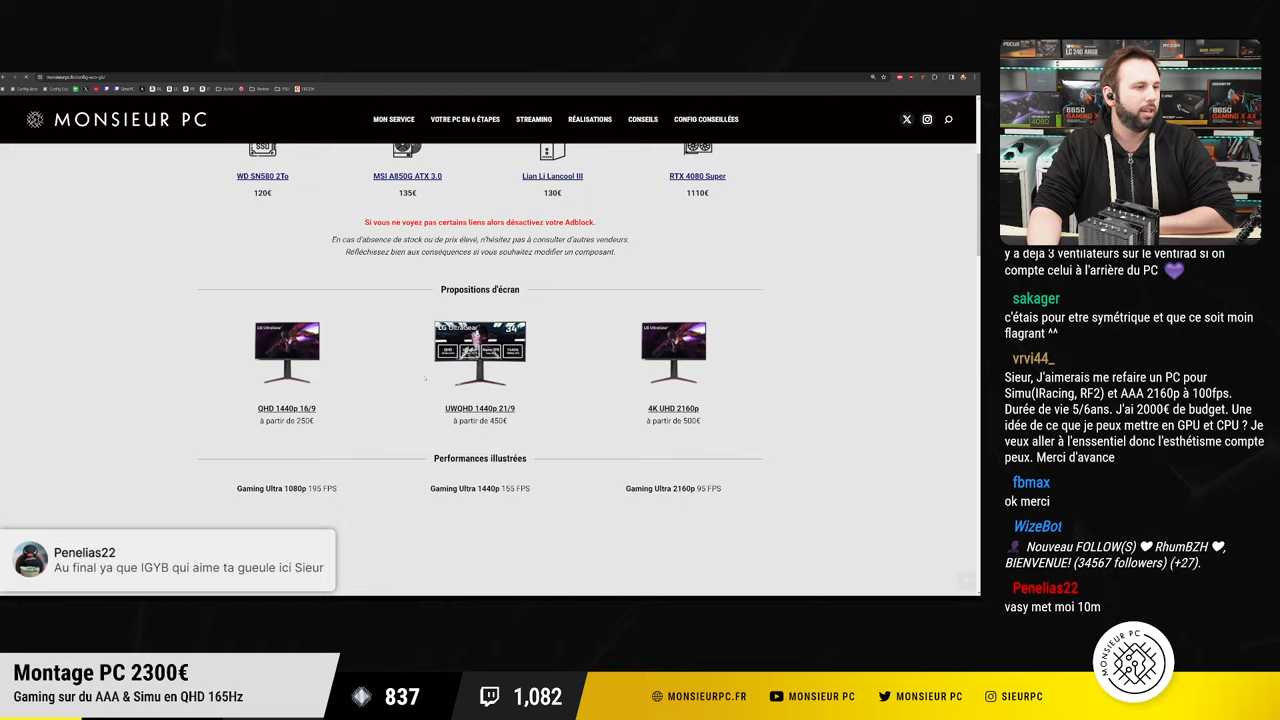 monsieurpc.fr/config-eco-gb/
MONSIEUR PC
MON SERVICE
VOTRE PC EN 6 ÉTAPES
STREAMING
RÉALISATIONS
CONSEILS
CONFIG CONSEILLÉES
SSD
WD SN580 2To
MSI A850G ATX 3.0
Lian Li Lancool III
RTX 4080 Super
120€
135€
130€
1110€
Si vous ne voyez pas certains liens alors désactivez votre Adblock.
En cas d'absence de stock ou de prix élevé, n'hésitez pas à consulter d'autres vendeurs.
Réfléchissez bien aux conséquences si vous souhaitez modifier un composant.
Propositions d'écran
QHD 1440p 16/9
UWQHD 1440p 21/9
4K UHD 2160p
à partir de 250€
à partir de 450€
à partir de 500€
Performances illustrées
Gaming Ultra 1080p 195 FPS
Gaming Ultra 1440p 155 FPS
Gaming Ultra 2160p 95 FPS
Penelias22
Au final ya que IGYB qui aime ta gueule ici Sieur
y a déjà 3 ventilateurs sur le ventirad si on
compte celui à l'arrière du PC
sakager
c'étais pour etre symétrique et que ce soit moin
flagrant ^^
vrvi44_
Sieur, J'aimerais me refaire un PC pour
Simu(IRacing, RF2) et AAA 2160p à 100fps.
Durée de vie 5/6ans. J'ai 2000€ de budget. Une
idée de ce que je peux mettre en GPU et CPU ? Je
veux aller à l'enssentiel donc l'esthétisme compte
peux. Merci d'avance
fbmax
ok merci
WizeBot
Nouveau FOLLOW(S) ♥ RhumBZH ♥,
BIENVENUE! (34567 followers) (+27).
Penelias22
vasy met moi 10m
MONSIEUR PC
Montage PC 2300€
Gaming sur du AAA & Simu en QHD 165Hz
837
1,082
MONSIEURPC.FR
MONSIEUR PC
MONSIEUR PC
SIEURPC